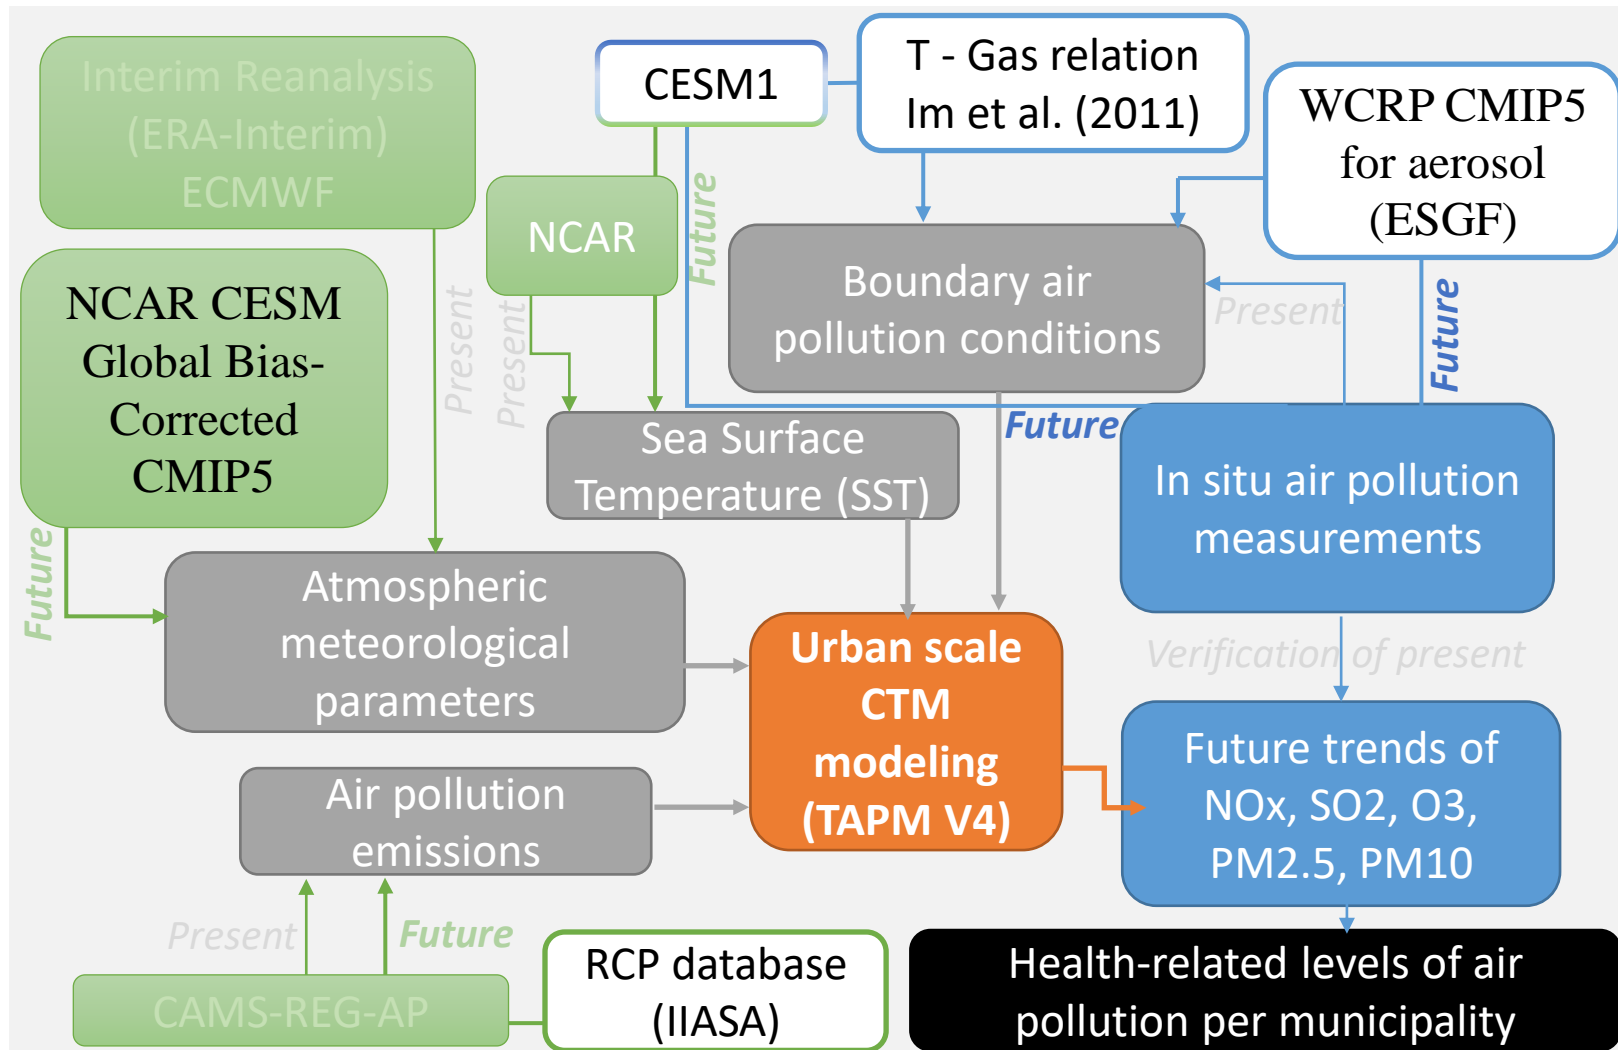 Interim Reanalysis
(ERA-Interim)
ECMWF
CESM1
T - Gas relation
Im et al. (2011)
WCRP CMIP5
for aerosol
(ESGF)
NCAR
Future
NCAR CESM
Global Bias-
Corrected
CMIP5
Present
Present
Boundary air
pollution conditions
Present
Future
Sea Surface
Temperature (SST)
Future
In situ air pollution
measurements
Future
Atmospheric
meteorological
parameters
Urban scale
CTM
modeling
(TAPM V4)
Verification of present
Future trends of
NOx, SO2, O3,
PM2.5, PM10
Air pollution
emissions
Present
Future
CAMS-REG-AP
RCP database
(IIASA)
Health-related levels of air
pollution per municipality